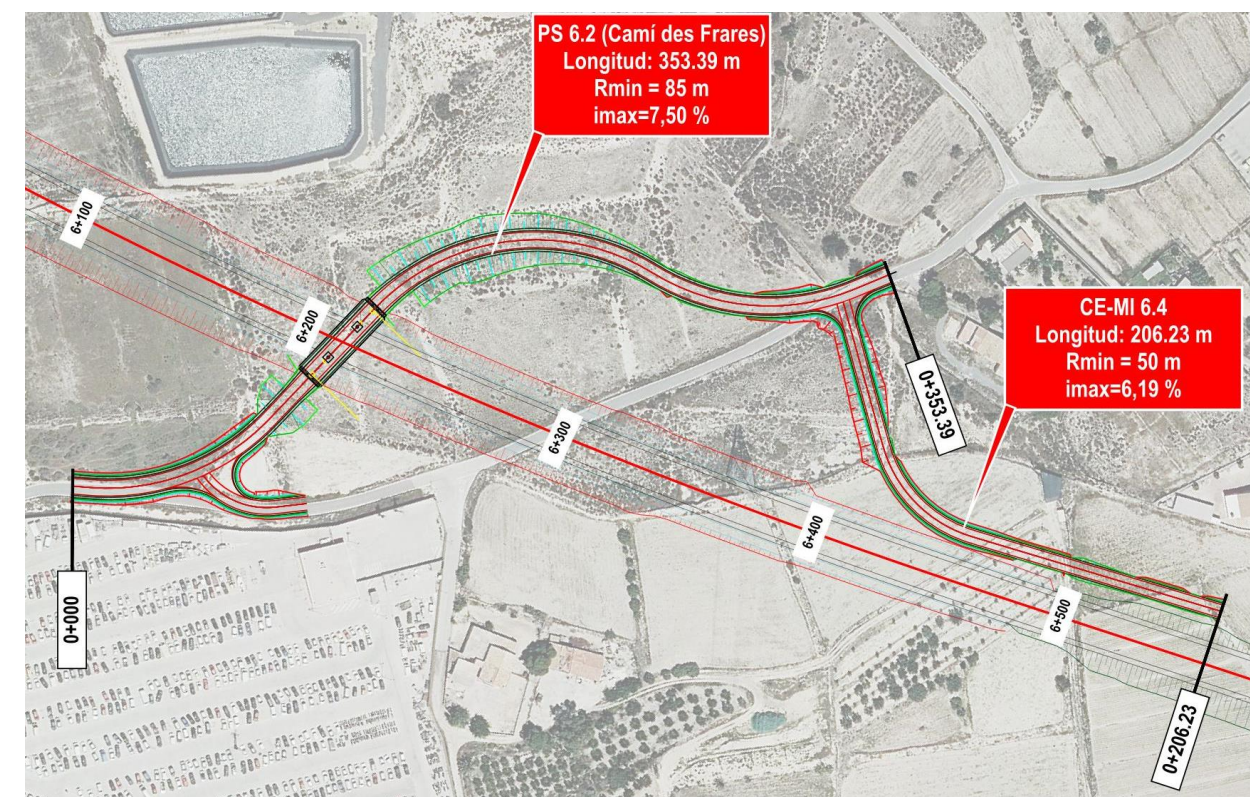 PS 6.2 (Camí des Frares)
Longitud: 353.39 m
Rmin = 85 m
imax=7,50 %
6+100
6+200
CE-MI 6.4
Longitud: 206.23 m
Rmin = 50 m
imax=6,19 %
0+353.39
6+300
6+400
0+000
6+500
0+206.23